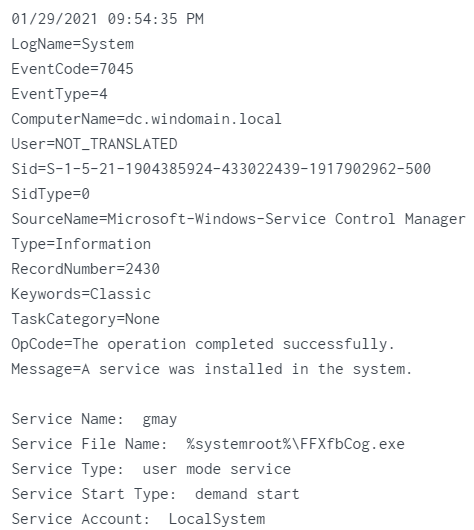 01/29/2021 09:54:35 PM
LogName=System
EventCode=7045
EventType=4
ComputerName=dc.windomain.local
User=NOT_TRANSLATED
Sid=S-1-5-21-1904385924-433022439-1917902962-500
SidType=0
SourceName=Microsoft-Windows-Service Control Manager
Type=Information
RecordNumber=2430
Keywords=Classic
TaskCategory=None
OpCode=The operation completed successfully.
Message=A service was installed in the system.

Service Name:  gmay
Service File Name:  %systemroot%\FFXfbCog.exe
Service Type:  user mode service
Service Start Type:  demand start
Service Account:  LocalSystem